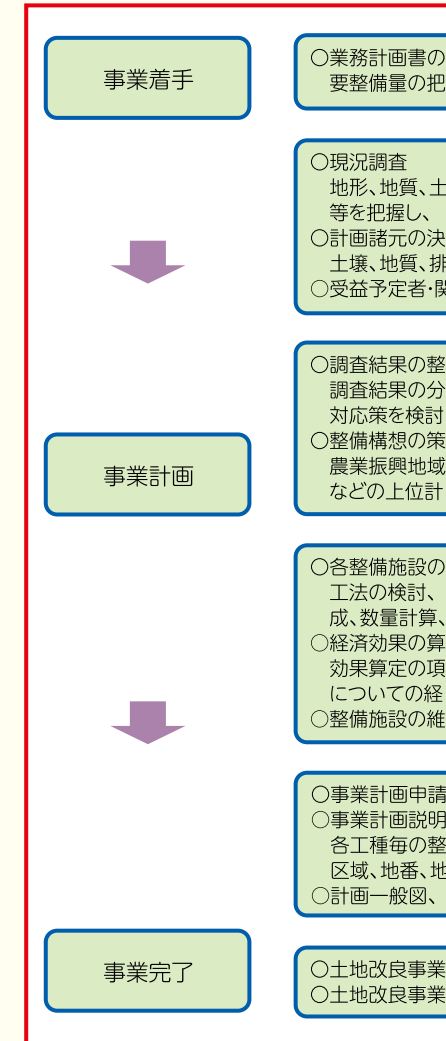 事業着手
○業務計画書の
要整備量の把
○現況調査
地形、地質、土
等を把握し、
○計画諸元の決
土壌、地質、排
○受益予定者・関
○調査結果の整
調査結果の分
対応策を検討
○整備構想の策
農業振興地域
などの上位計
事業計画
○各整備施設の
工法の検討、
成、数量計算、
○経済効果の算
効果算定の項
についての経
○整備施設の維
○事業計画申請
○事業計画説明
各工種毎の整
区域、地番、地
○計画一般図、
事業完了
○土地改良事業
○土地改良事業